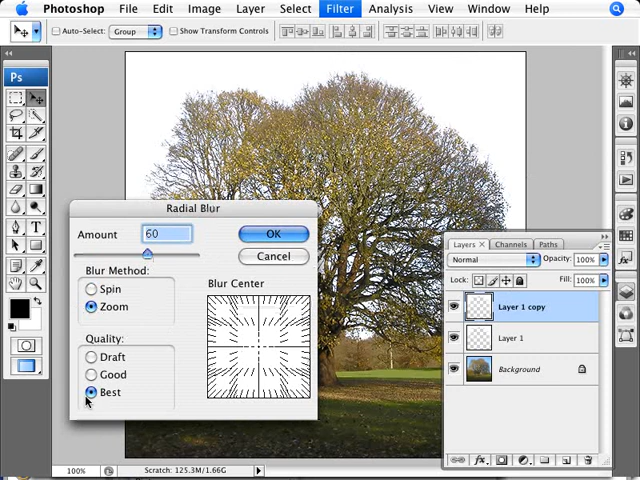 Photoshop File Edit Image Layer Select Filter Analysis View Window Help
Auto-Select: Group Show Transform Controls
Ps
Radial Blur
Amount 60 OK
Cancel
Blur Method:
Spin
Zoom
Blur Center
Quality:
Draft
Good
Best
Layers x Channels Paths
Normal Opacity: 100%
Lock: Fill: 100%
Layer 1 copy
Layer 1
Background
100% Scratch: 125.3M/1.66G